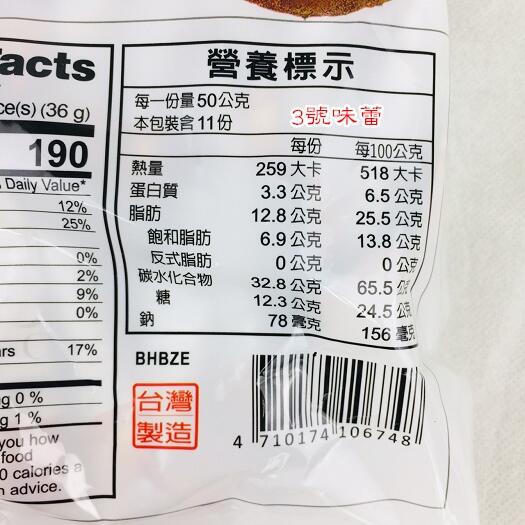 acts
ce(s) (36 g)
190
Daily Value*
12%
25%
0%
2%
9%
0%
ars 17%
g 0 %
g 1 %
you how
food
0 calories a
n advice.
營養標示
每一份量 50 公克
本包裝含 11 份
3號味蕾
每份 每100公克
熱量 259 大卡 518 大卡
蛋白質 3.3 公克 6.5 公克
脂肪 12.8 公克 25.5 公克
飽和脂肪 6.9 公克 13.8 公克
反式脂肪 0 公克 0 公克
碳水化合物 32.8 公克 65.5 公克
糖 12.3 公克 24.5 公克
鈉 78 毫克 156 毫克
BHBZE
台灣
製造
4 710174 106748